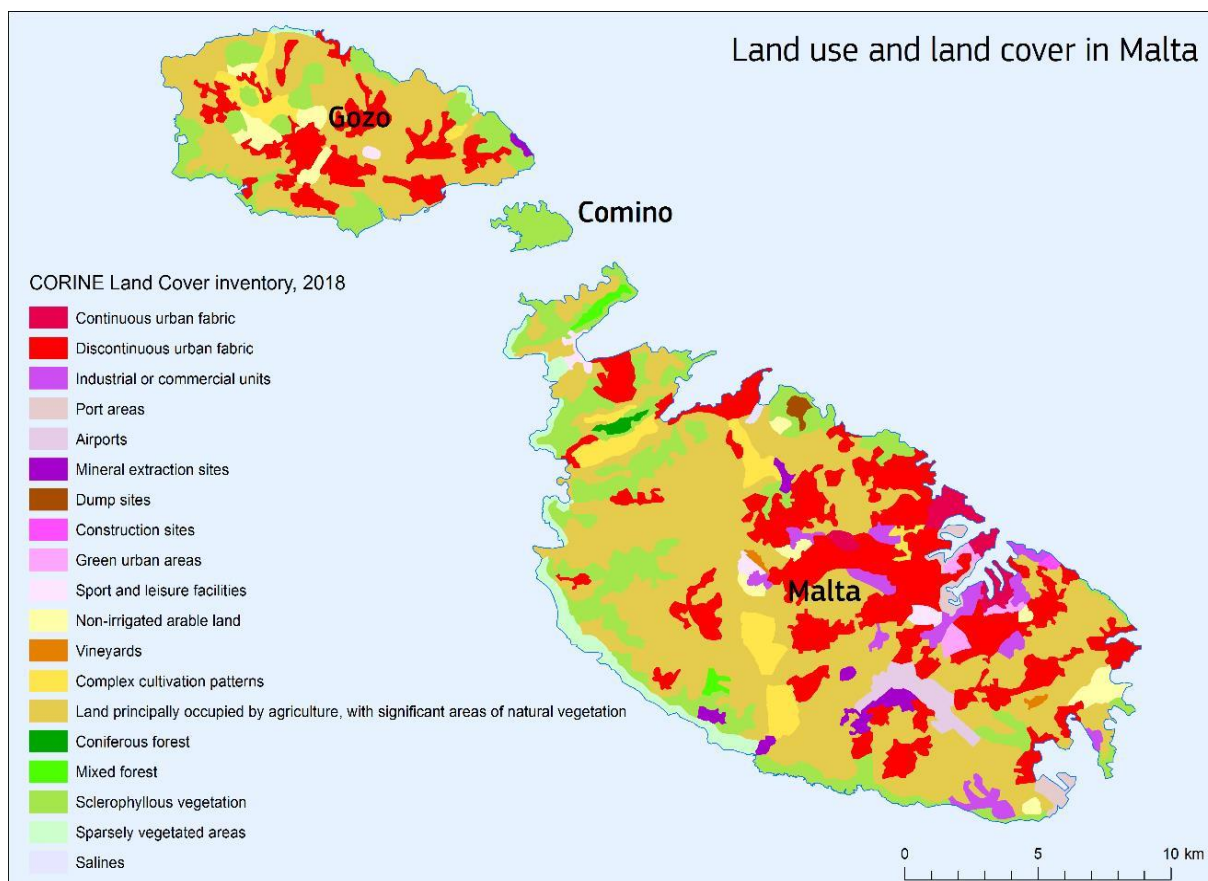 Land use and land cover in Malta
Gozo
Comino
CORINE Land Cover inventory, 2018
Continuous urban fabric
Discontinuous urban fabric
Industrial or commercial units
Port areas
Airports
Mineral extraction sites
Dump sites
Construction sites
Green urban areas
Sport and leisure facilities
Non-irrigated arable land
Vineyards
Complex cultivation patterns
Land principally occupied by agriculture, with significant areas of natural vegetation
Coniferous forest
Mixed forest
Sclerophyllous vegetation
Sparsely vegetated areas
Salines
Malta
0 5 10 km